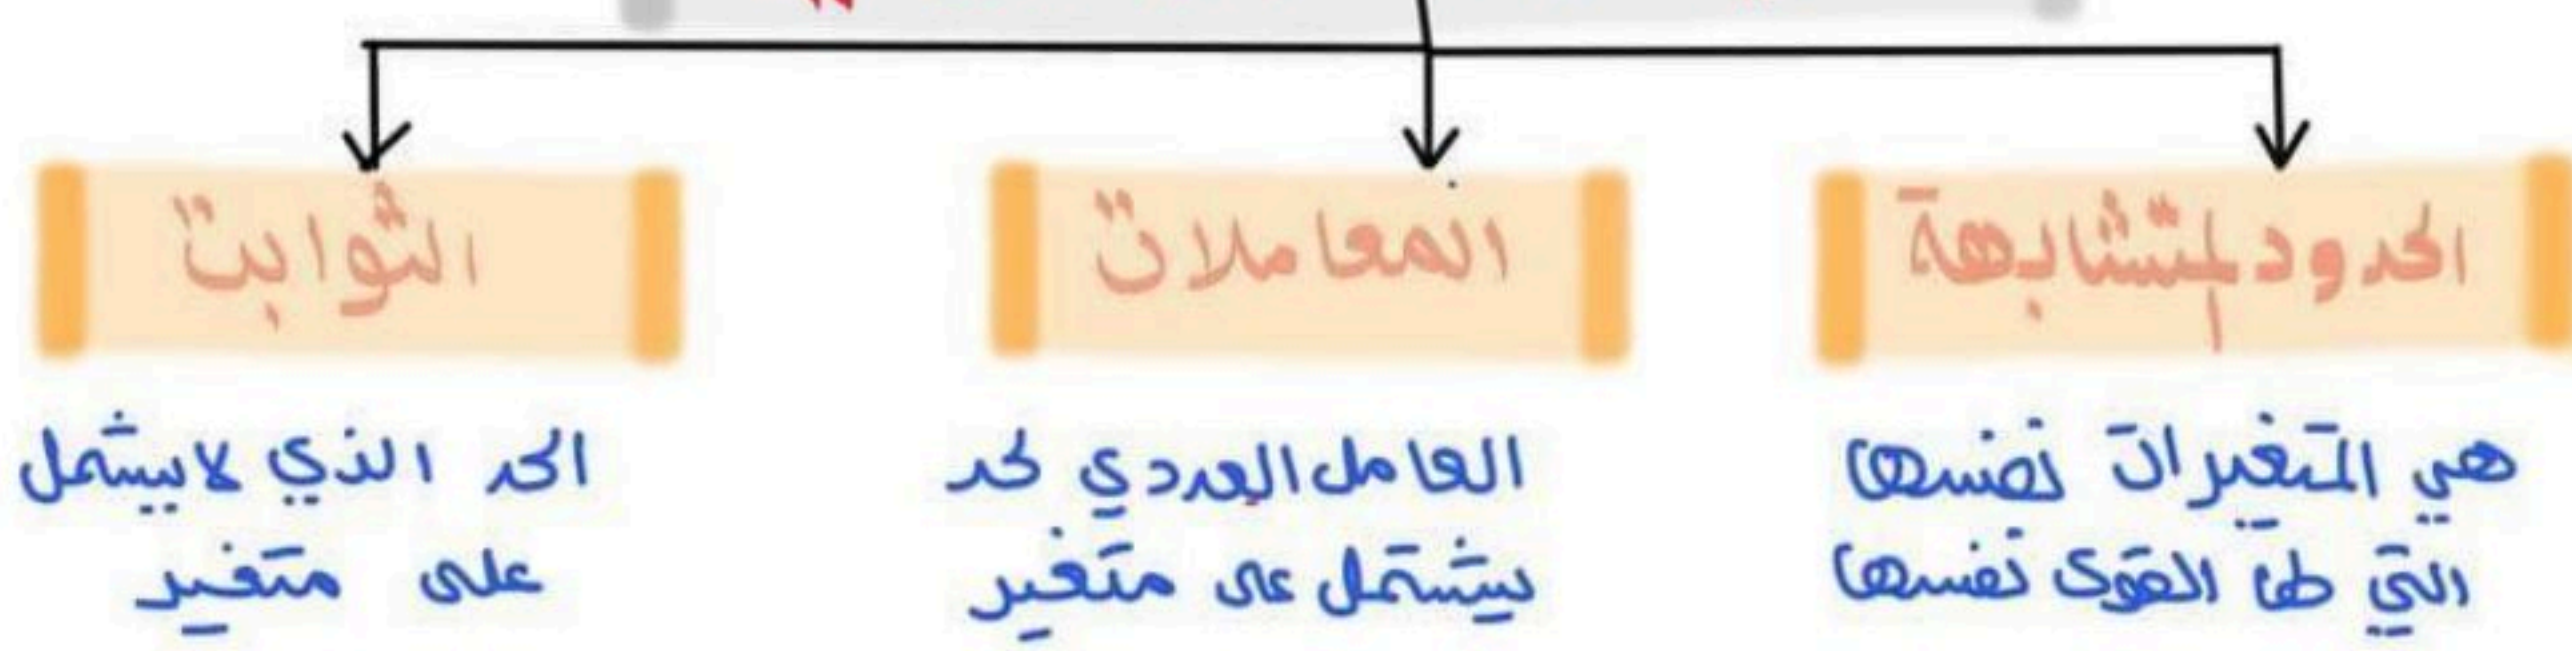 الحدود المتشابهة
هي المتغيرات نفسها
التي لها القوى نفسها
المعاملات
العامل العددي لحد
يشتمل على متغير
الثوابت
الحد الذي لا يشتمل
على متغير